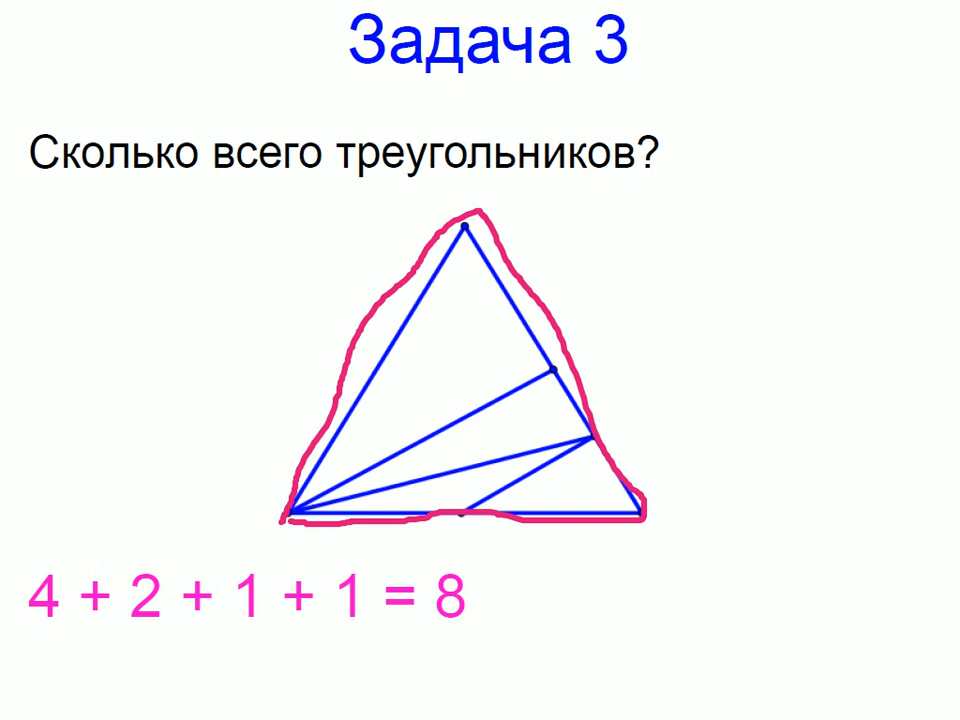 Задача 3
Сколько всего треугольников?
4 + 2 + 1 + 1 = 8